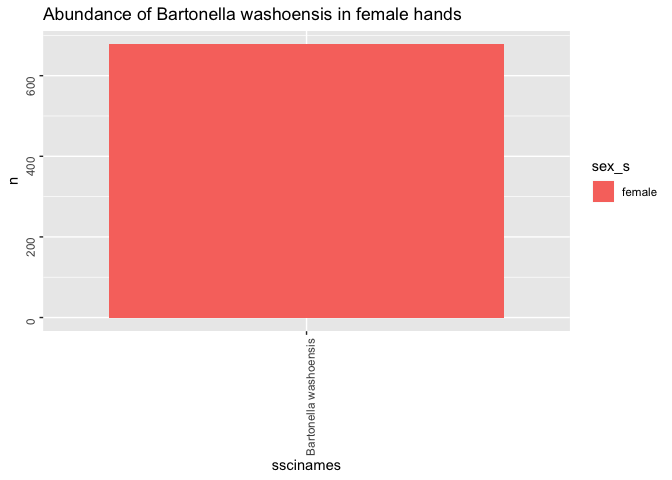 Abundance of Bartonella washoensis in female hands
600
400
200
0
n
Bartonella washoensis
sscinames
sex_s
female